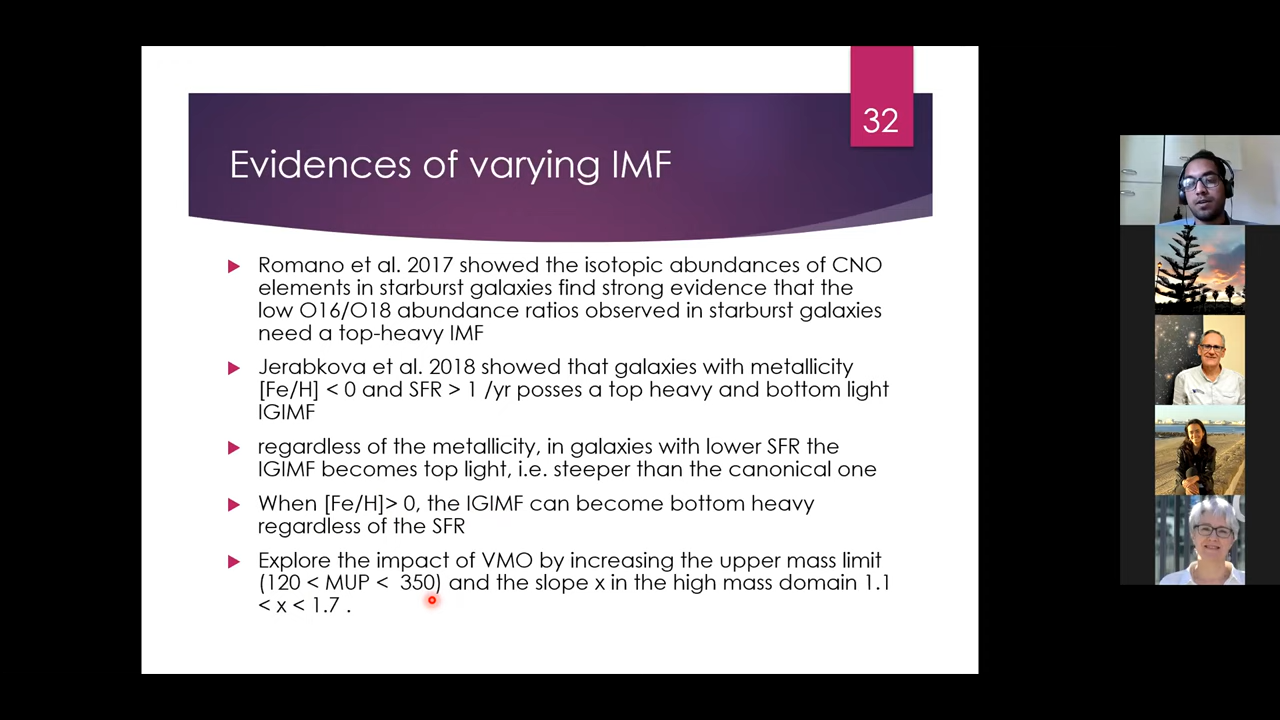 32
Evidences of varying IMF
Romano et al. 2017 showed the isotopic abundances of CNO
elements in starburst galaxies find strong evidence that the
low O16/O18 abundance ratios observed in starburst galaxies
need a top-heavy IMF
Jerabkova et al. 2018 showed that galaxies with metallicity
[Fe/H] < 0 and SFR > 1 /yr posses a top heavy and bottom light
IGIMF
regardless of the metallicity, in galaxies with lower SFR the
IGIMF becomes top light, i.e. steeper than the canonical one
When [Fe/H]> 0, the IGIMF can become bottom heavy
regardless of the SFR
Explore the impact of VMO by increasing the upper mass limit
(120 < MUP < 350) and the slope x in the high mass domain 1.1
< x < 1.7 .